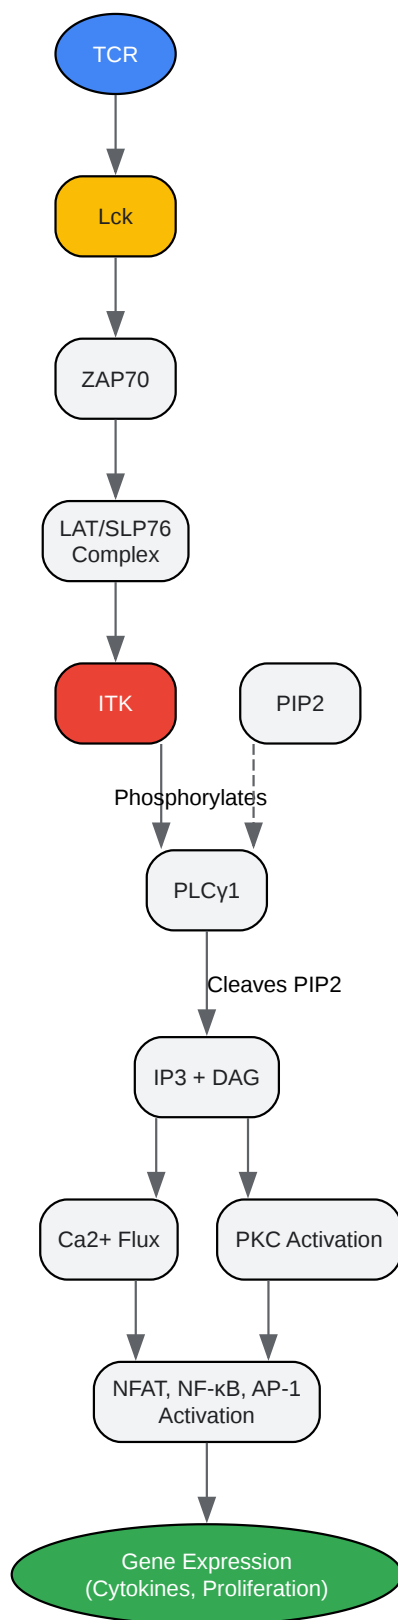 TCR
Lck
ZAP70
LAT/SLP76
Complex
ITK
PIP2
Phosphorylates
PLCγ1
Cleaves PIP2
IP3 + DAG
Ca2+ Flux
PKC Activation
NFAT, NF-κB, AP-1
Activation
Gene Expression
(Cytokines, Proliferation)